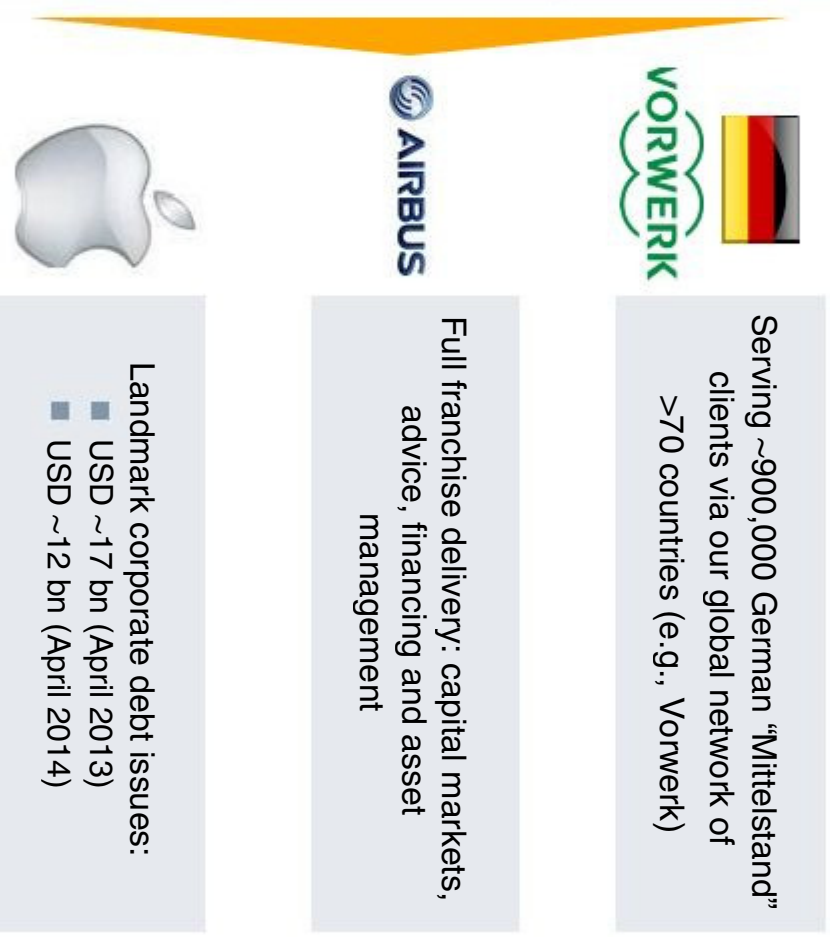 VORWERK
Serving ~900,000 German “Mittelstand”
clients via our global network of
>70 countries (e.g., Vorwerk)
AIRBUS
Full franchise delivery: capital markets,
advice, financing and asset
management
Landmark corporate debt issues:
USD ~17 bn (April 2013)
USD ~12 bn (April 2014)